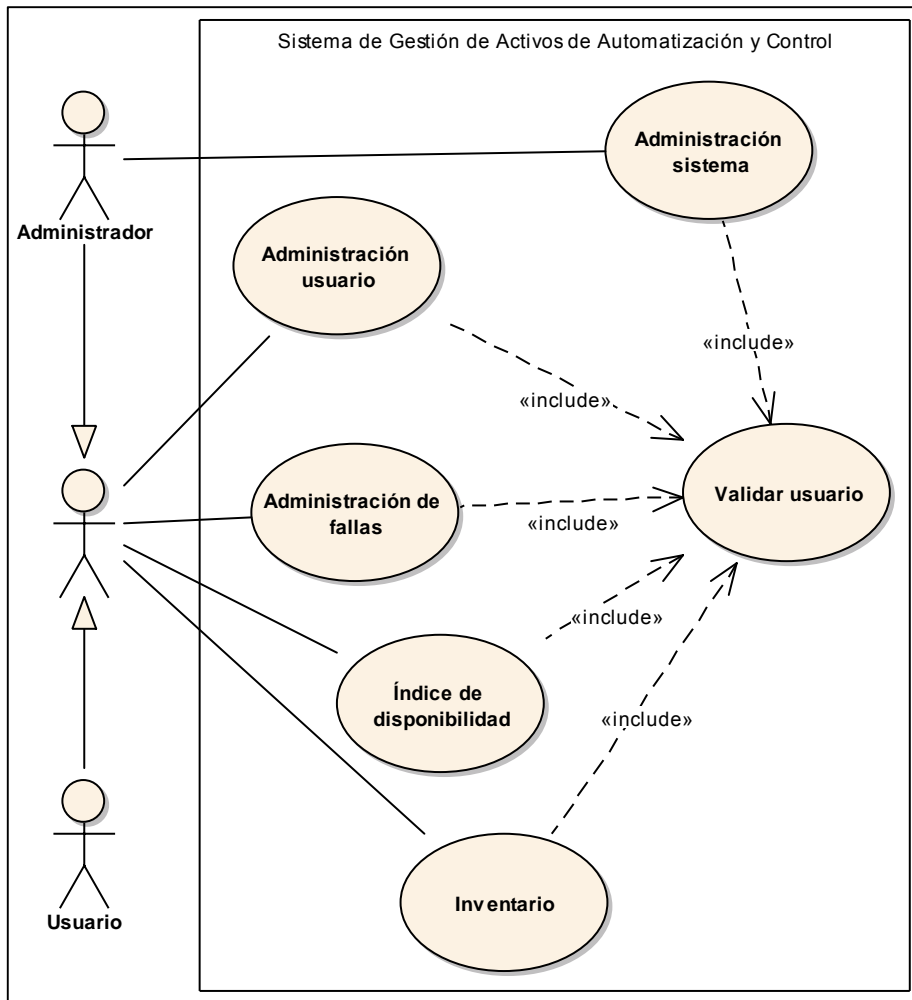 Sistema de Gestión de Activos de Automatización y Control
Administrador
Administración
sistema
Administración
usuario
«include»
«include»
Administración de
fallas
«include»
Validar usuario
«include»
Índice de
disponibilidad
«include»
Usuario
Inventario